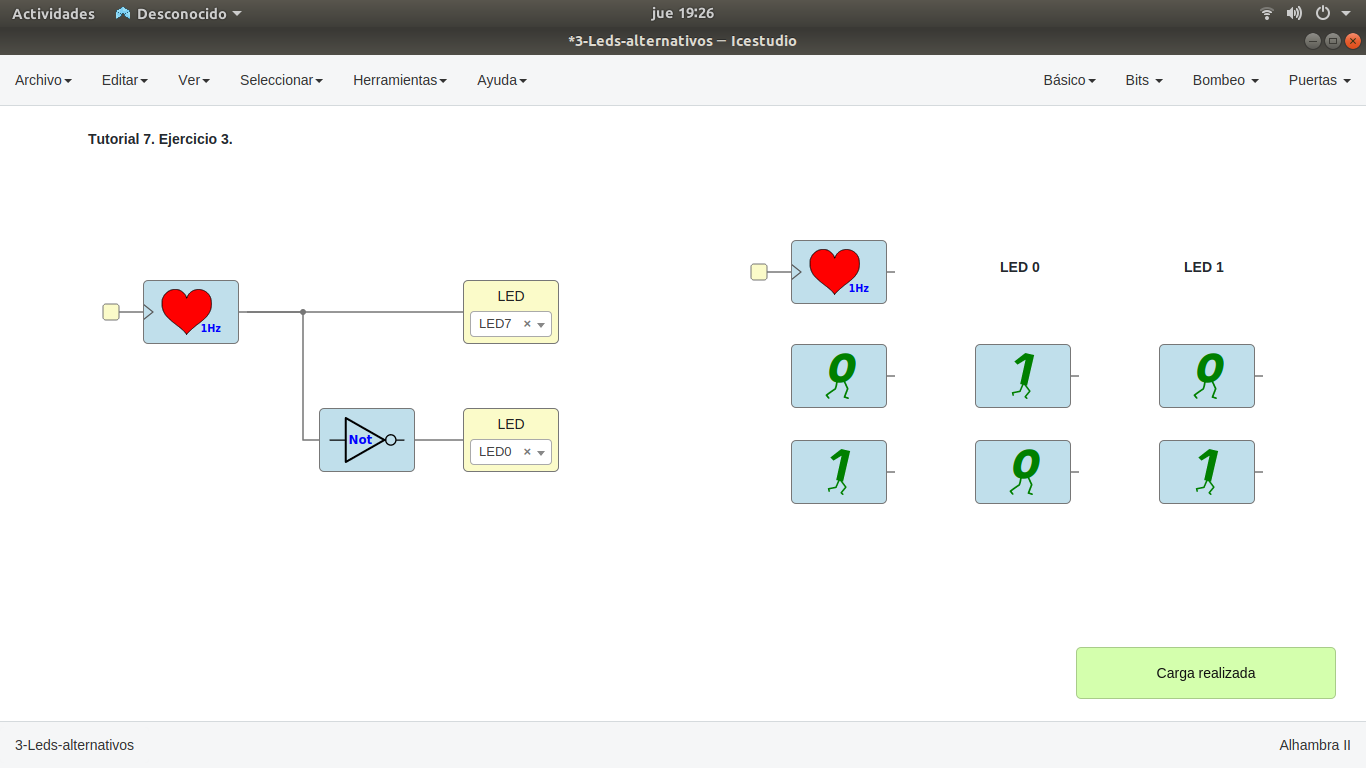 Actividades Desconocido jue 19:26
*3-Leds-alternativos — Icestudio
Archivo Editar Ver Seleccionar Herramientas Ayuda Básico Bits Bombeo Puertas
Tutorial 7. Ejercicio 3.
1Hz
LED
LED7 ×
Not
LED
LED0 ×
1Hz
LED 0 LED 1
0 1 0
1 0 1
Carga realizada
3-Leds-alternativos Alhambra II